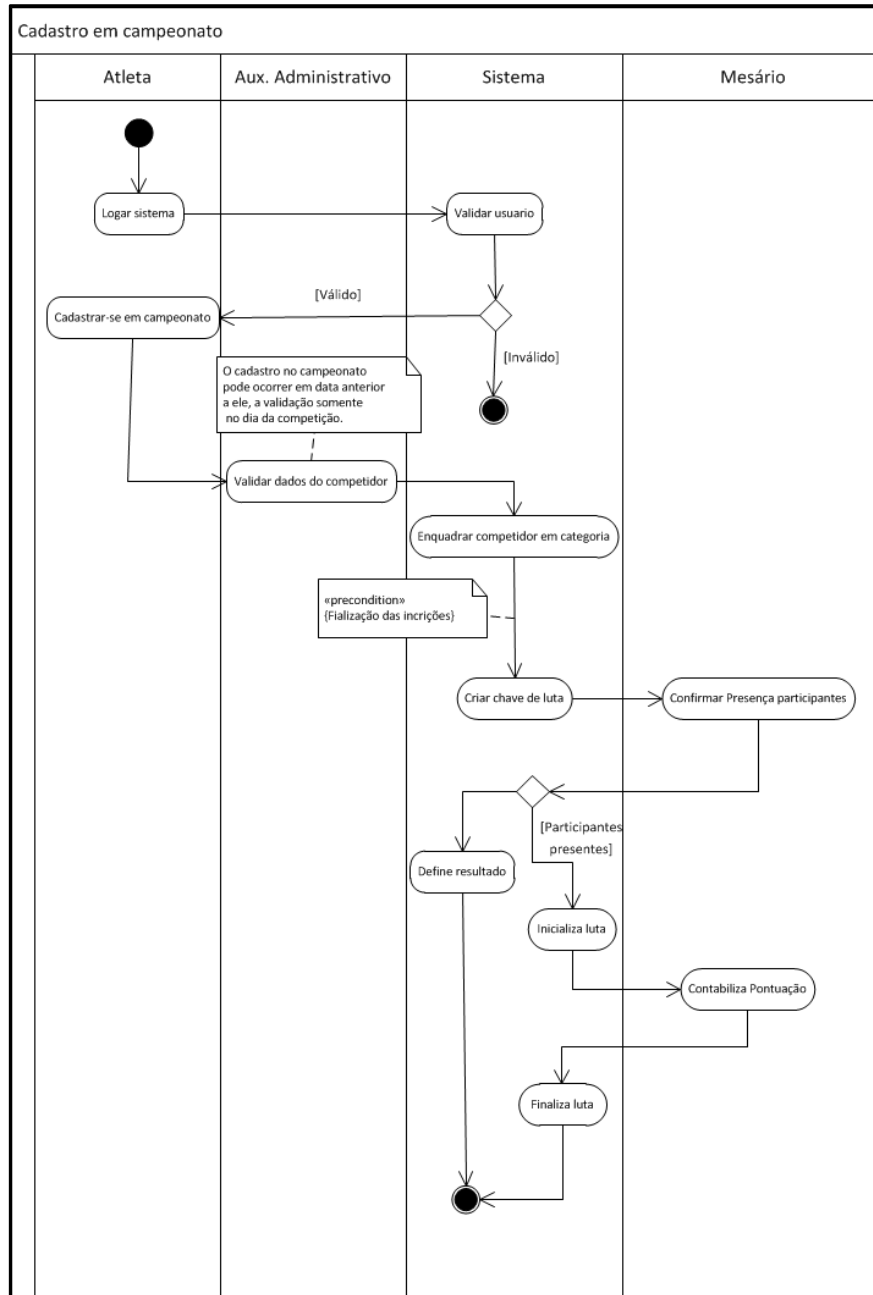 Cadastro em campeonato
Atleta
Aux. Administrativo
Sistema
Mesário
Logar sistema
Validar usuario
[Válido]
Cadastrar-se em campeonato
[Inválido]
O cadastro no campeonato
pode ocorrer em data anterior
a ele, a validação somente
no dia da competição.
Validar dados do competidor
Enquadrar competidor em categoria
«precondition»
{Fialização das incrições}
Criar chave de luta
Confirmar Presença participantes
[Participantes
presentes]
Define resultado
Inicializa luta
Contabiliza Pontuação
Finaliza luta